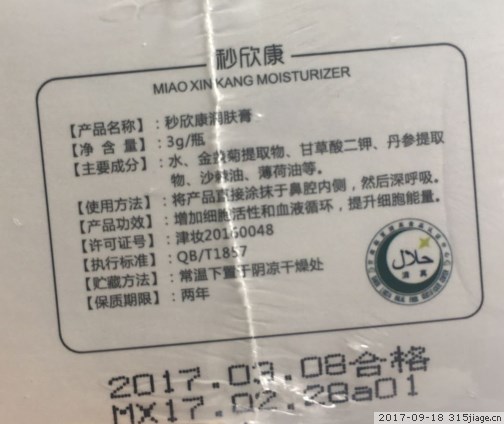 秒欣康
MIAO XIN KANG MOISTURIZER
【产品名称】:秒欣康润肤膏
【净 含 量】:3g/瓶
【主要成分】:水、金盏菊提取物、甘草酸二钾、丹参提取
物、沙棘油、薄荷油等。
【使用方法】:将产品直接涂抹于鼻腔内侧,然后深呼吸。
【产品功效】:增加细胞活性和血液循环,提升细胞能量。
【许可证号】:津妆20160048
【执行标准】:QB/T1857
【贮藏方法】:常温下置于阴凉干燥处
【保质期限】:两年
حلال
清真
2017.03.08合格
MX17.02.28a01
2017-09-18 315jiage.cn